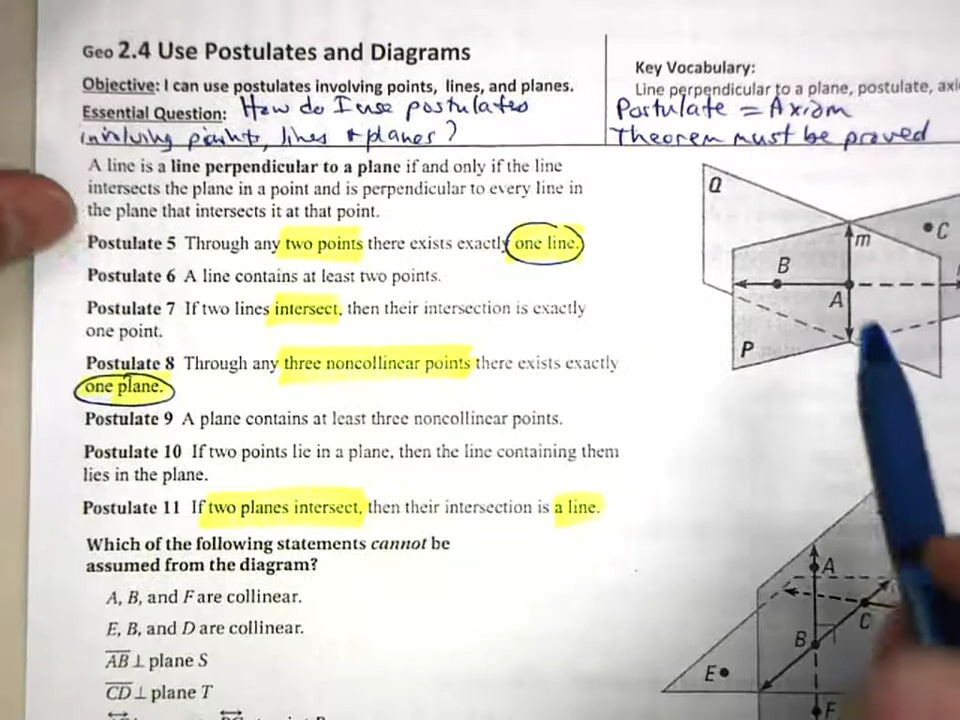 Geo 2.4 Use Postulates and Diagrams
Objective: I can use postulates involving points, lines, and planes.
Essential Question: How do I use postulates
involving points, lines & planes?
Key Vocabulary:
Line perpendicular to a plane, postulate, axi
Postulate = Axiom
Theorem must be proved
A line is a line perpendicular to a plane if and only if the line
intersects the plane in a point and is perpendicular to every line in
the plane that intersects it at that point.
Postulate 5 Through any two points there exists exactly one line.
Postulate 6 A line contains at least two points.
Postulate 7 If two lines intersect, then their intersection is exactly
one point.
Postulate 8 Through any three noncollinear points there exists exactly
one plane.
Postulate 9 A plane contains at least three noncollinear points.
Postulate 10 If two points lie in a plane, then the line containing them
lies in the plane.
Postulate 11 If two planes intersect, then their intersection is a line.
Which of the following statements cannot be
assumed from the diagram?
A, B, and F are collinear.
E, B, and D are collinear.
AB ⊥ plane S
CD ⊥ plane T
Q
m
C
B
A
P
A
C
B
E
F